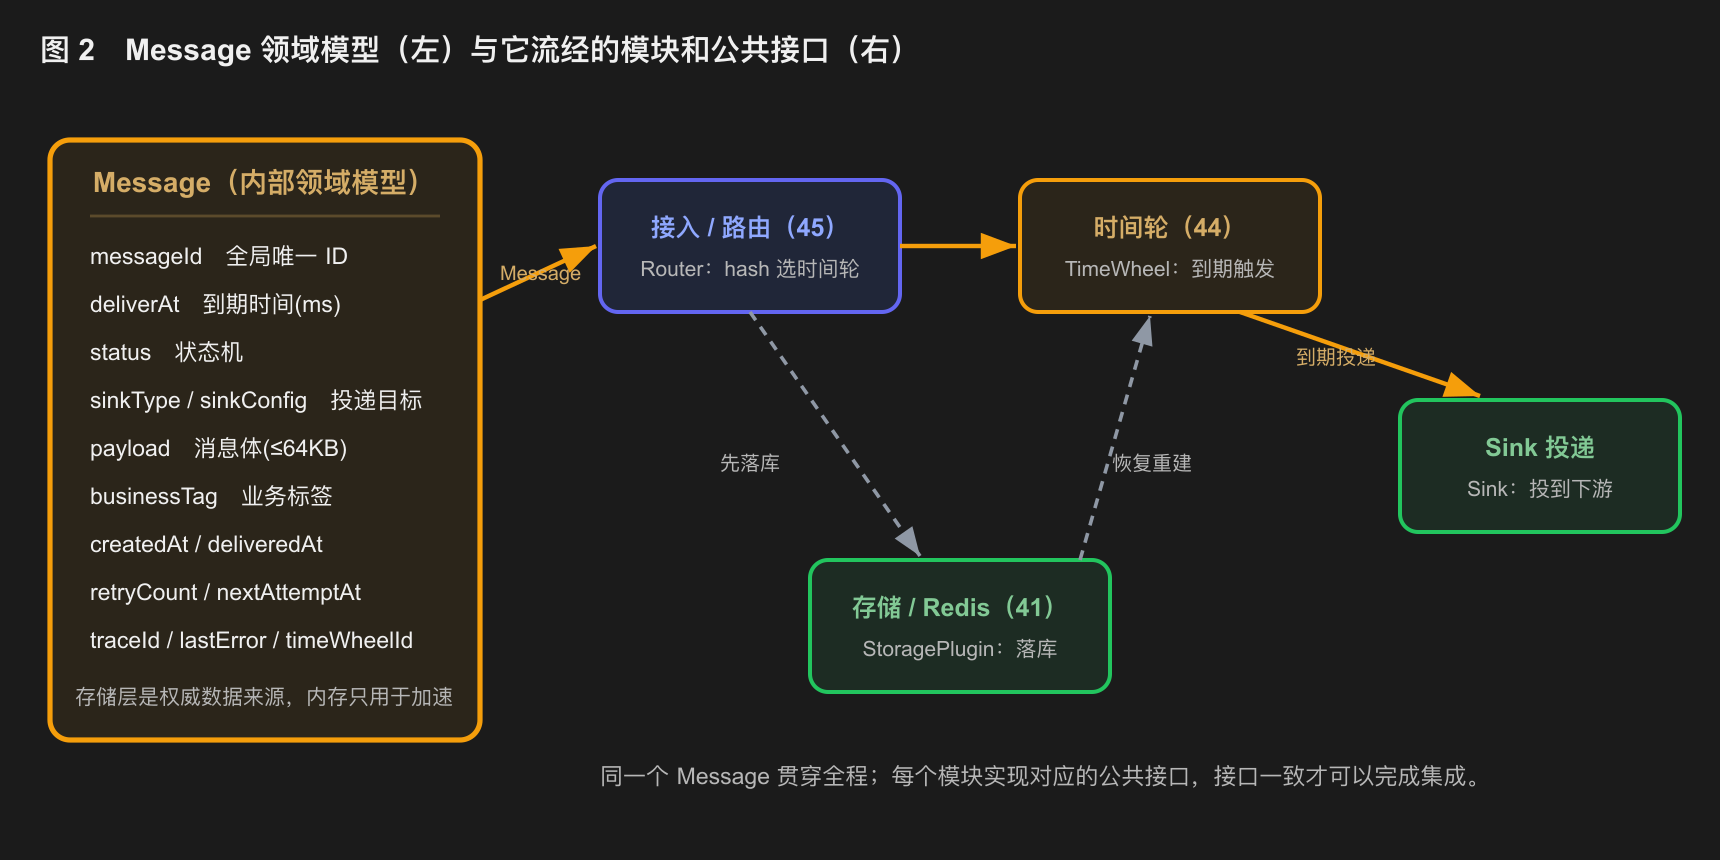 图 2　Message 领域模型（左）与它流经的模块和公共接口（右）
Message（内部领域模型）
messageId　全局唯一 ID
deliverAt　到期时间(ms)
status　状态机
sinkType / sinkConfig　投递目标
payload　消息体(≤64KB)
businessTag　业务标签
createdAt / deliveredAt
retryCount / nextAttemptAt
traceId / lastError / timeWheelId
存储层是权威数据来源，内存只用于加速
Message
接入 / 路由（45）
Router：hash 选时间轮
时间轮（44）
TimeWheel：到期触发
到期投递
Sink 投递
Sink：投到下游
先落库
恢复重建
存储 / Redis（41）
StoragePlugin：落库
同一个 Message 贯穿全程；每个模块实现对应的公共接口，接口一致才可以完成集成。